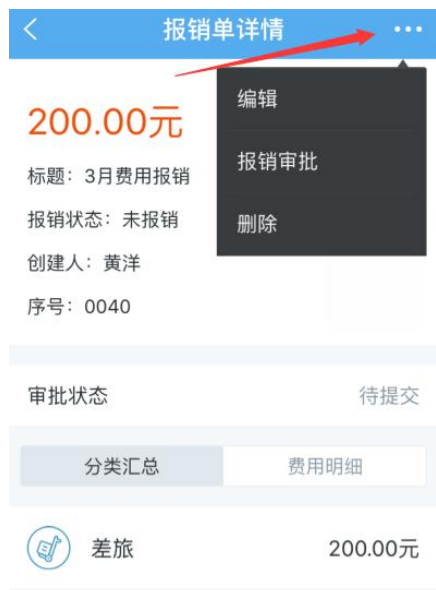 报销单详情
编辑
报销审批
删除
200.00元
标题：3月费用报销
报销状态：未报销
创建人：黄洋
序号：0040
审批状态 待提交
分类汇总 费用明细
差旅 200.00元